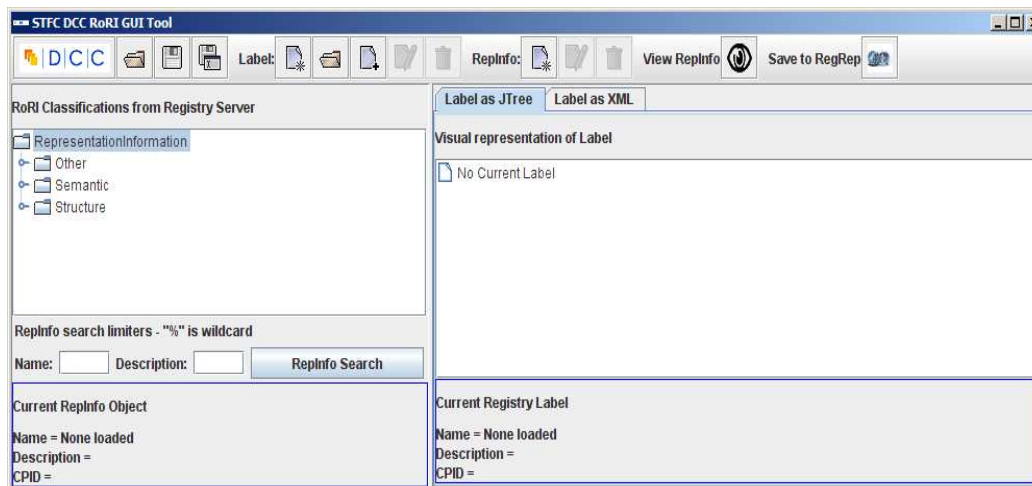 STFC DCC RoRI GUI Tool
D|C|C Label: RepInfo: View RepInfo Save to RegRep
RoRI Classifications from Registry Server
RepresentationInformation
Other
Semantic
Structure
RepInfo search limiters - "%" is wildcard
Name: Description: RepInfo Search
Current RepInfo Object
Name = None loaded
Description =
CPID =
Label as JTree Label as XML
Visual representation of Label
No Current Label
Current Registry Label
Name = None loaded
Description =
CPID =